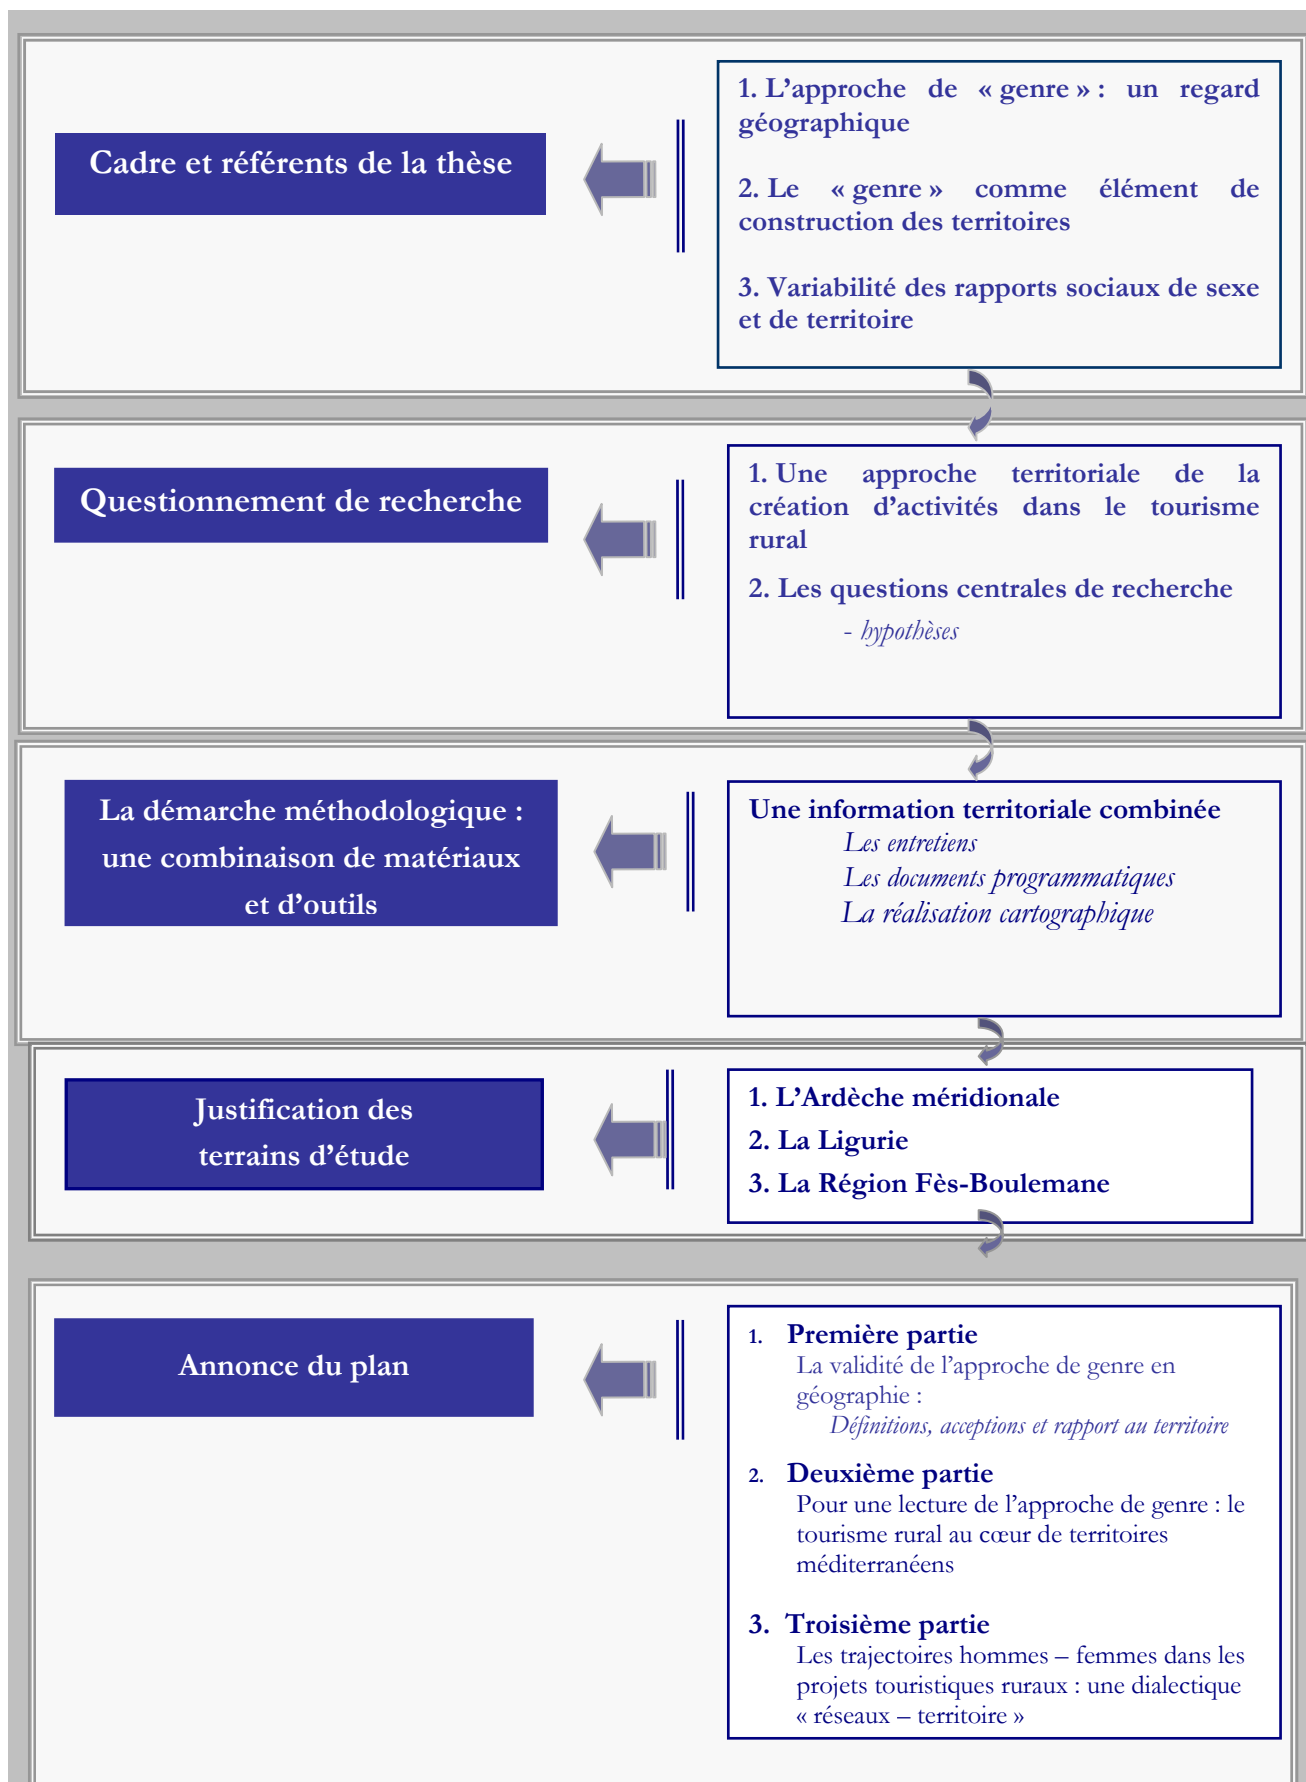 Cadre et référents de la thèse
1. L’approche de « genre » : un regard
géographique
2. Le « genre » comme élément de
construction des territoires
3. Variabilité des rapports sociaux de sexe
et de territoire
Questionnement de recherche
1. Une approche territoriale de la
création d’activités dans le tourisme
rural
2. Les questions centrales de recherche
- hypothèses
La démarche méthodologique :
une combinaison de matériaux
et d’outils
Une information territoriale combinée
Les entretiens
Les documents programmatiques
La réalisation cartographique
Justification des
terrains d’étude
1. L’Ardèche méridionale
2. La Ligurie
3. La Région Fès-Boulemane
Annonce du plan
1. Première partie
La validité de l’approche de genre en
géographie :
Définitions, acceptions et rapport au territoire
2. Deuxième partie
Pour une lecture de l’approche de genre : le
tourisme rural au cœur de territoires
méditerranéens
3. Troisième partie
Les trajectoires hommes – femmes dans les
projets touristiques ruraux : une dialectique
« réseaux – territoire »